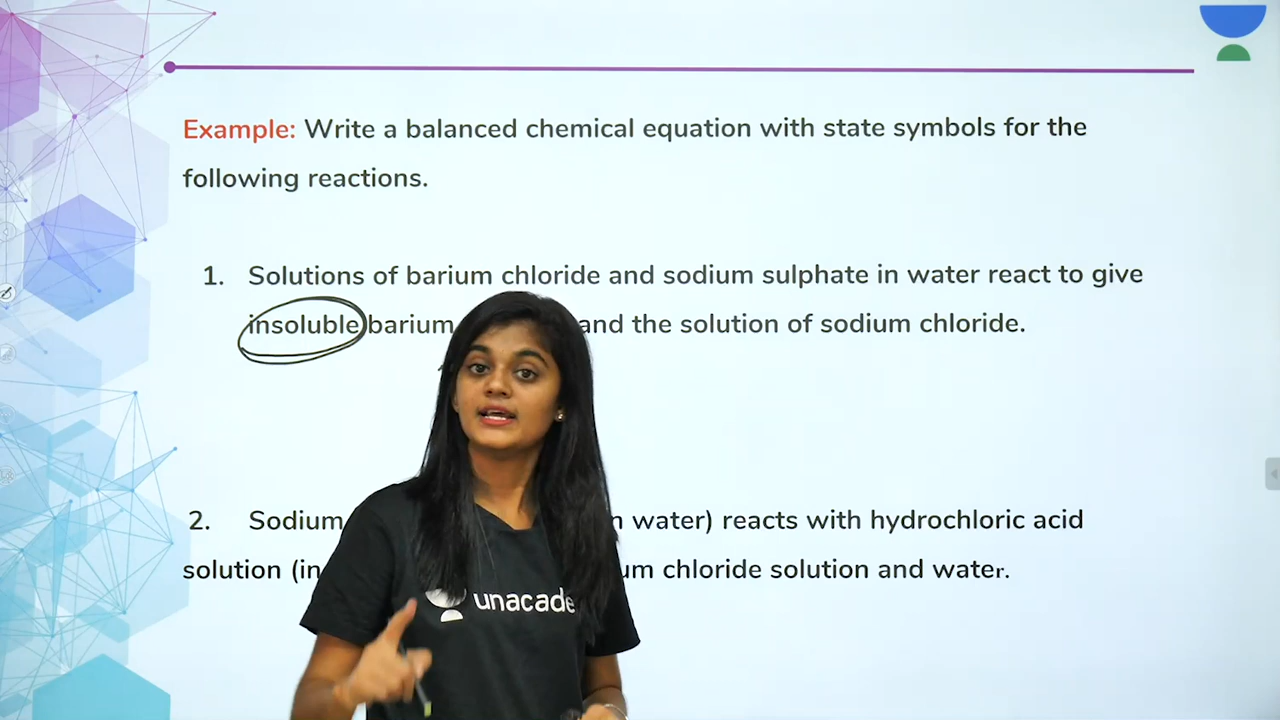 Example: Write a balanced chemical equation with state symbols for the
following reactions.
1. Solutions of barium chloride and sodium sulphate in water react to give
insoluble barium and the solution of sodium chloride.
2. Sodium water) reacts with hydrochloric acid
solution (in chloride solution and water.
unacade